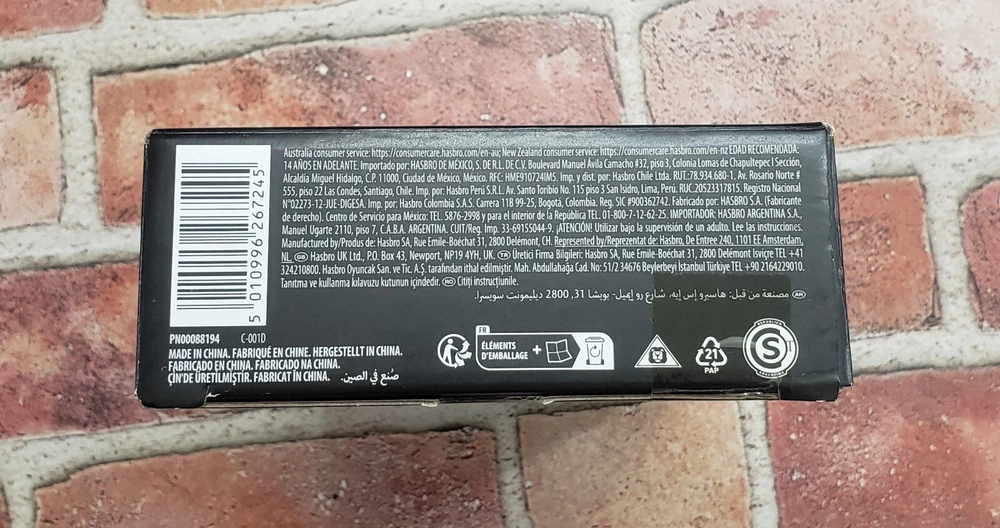 Australia consumer service: https://consumercare.hasbro.com/en-au; New Zealand consumer service: https://consumercare.hasbro.com/en-nz EDAD RECOMENDADA:
14 AÑOS EN ADELANTE. Importado por: HASBRO DE MÉXICO, S. DE R.L. DE C.V. Boulevard Manuel Ávila Camacho #32, piso 3, Colonia Lomas de Chapultepec I Sección,
Alcaldía Miguel Hidalgo, C.P. 11000, Ciudad de México, México. RFC: HME910724IM5. Imp. y dist. por: Hasbro Chile Ltd. RUT.:78.934.680-1. Av. Rosario Norte #
555, piso 22 Las Condes, Santiago, Chile. Imp. por: Hasbro Perú S.R.L. Av. Santo Toribio No. 115 piso 3 San Isidro, Lima, Perú. RUC.20523317815. Registro Nacional
N°02273-12-JUE-DIGESA. Imp. por: Hasbro Colombia S.A.S. Carrera 11B 99-25, Bogotá, Colombia. Reg. SIC #900362742. Fabricado por: HASBRO S.A. (Fabricante
de derecho). Centro de Servicio para México: TEL. 5876-2998 y para el interior de la República TEL. 01-800-7-12-62-25. IMPORTADOR: HASBRO ARGENTINA S.A.,
Manuel Ugarte 2110, piso 7, C.A.B.A. ARGENTINA. CUIT/Reg. Imp. 33-69155044-9. ¡ATENCIÓN! Utilizar bajo la supervisión de un adulto. Lee las instrucciones.
Manufactured by/Produs de: Hasbro SA, Rue Emile-Boéchat 31, 2800 Delémont, CH. Represented by/Reprezentat de: Hasbro, De Entree 240, 1101 EE Amsterdam,
NL. GB Hasbro UK Ltd., P.O. Box 43, Newport, NP19 4YH, UK. TR Üretici Firma Bilgileri: Hasbro SA, Rue Emile-Boéchat 31, 2800 Delémont İsviçre TEL +41
324210800. Hasbro Oyuncak San. ve Tic. A.Ş. tarafından ithal edilmiştir. Mah. Abdullahağa Cad. No: 51/2 34676 Beylerbeyi İstanbul Türkiye TEL +90 2164229010.
Tanıtma ve kullanma kılavuzu kutunun içindedir. RO Citiți instrucțiunile.
AR مصنعة من قبل: هاسبرو إس إيه، شارع رو إيميل- بويشا 31, 2800 ديليمونت سويسرا.
5 010996 267245
PN00088194 C-001D
MADE IN CHINA. FABRIQUÉ EN CHINE. HERGESTELLT IN CHINA.
FABRICADO EN CHINA. FABRICADO NA CHINA.
ÇİN'DE ÜRETİLMİŞTİR. FABRICAT ÎN CHINA. صُنع في الصين.
FR
ÉLÉMENTS
D'EMBALLAGE +
21
PAP
S